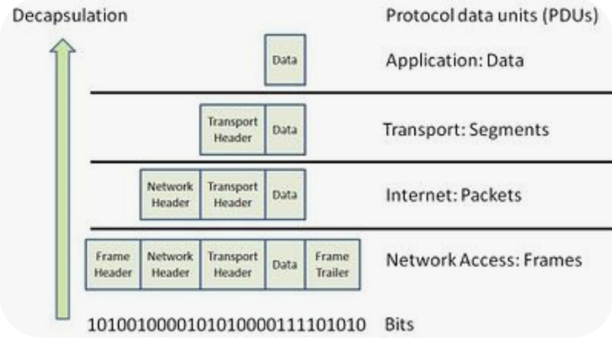 Decapsulation
Protocol data units (PDUs)
Data
Application: Data
Transport
Header
Data
Transport: Segments
Network
Header
Transport
Header
Data
Internet: Packets
Frame
Header
Network
Header
Transport
Header
Data
Frame
Trailer
Network Access: Frames
1010010000101010000111101010
Bits